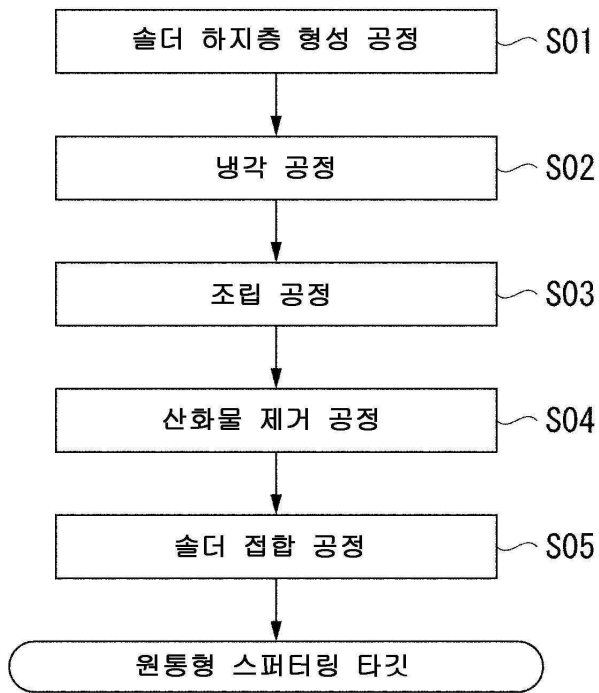 솔더 하지층 형성 공정 S01
냉각 공정 S02
조립 공정 S03
산화물 제거 공정 S04
솔더 접합 공정 S05
원통형 스퍼터링 타깃